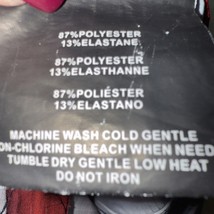 87%POLYESTER
13%ELASTANE
87%POLYESTER
13%ELASTHANNE
87%POLIÉSTER
13%ELASTANO
MACHINE WASH COLD GENTLE
ON-CHLORINE BLEACH WHEN NEED
TUMBLE DRY GENTLE LOW HEAT
DO NOT IRON